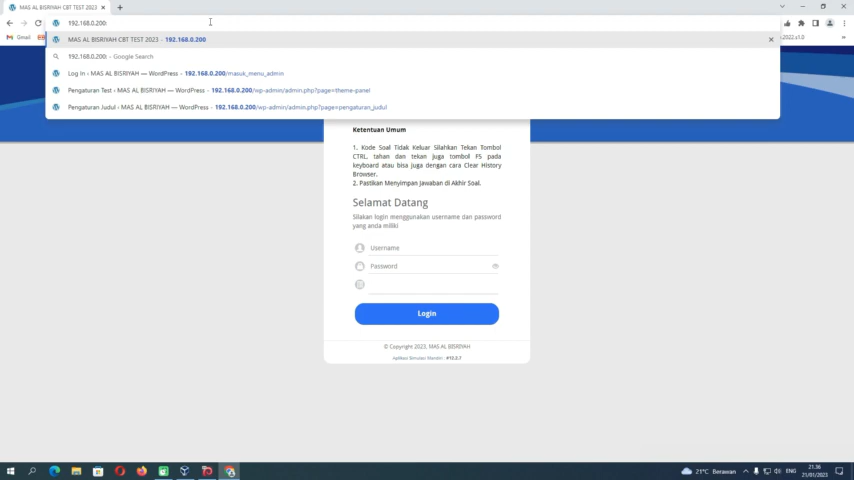 MAS AL BISRIYAH CBT TEST 2023
192.168.0.200
MAS AL BISRIYAH CBT TEST 2023 - 192.168.0.200
192.168.0.200 - Google Search
Log In ‹ MAS AL BISRIYAH — WordPress - 192.168.0.200/masuk_menu_admin
Pengaturan Test ‹ MAS AL BISRIYAH — WordPress - 192.168.0.200/wp-admin/admin.php?page=theme-panel
Pengaturan Judul ‹ MAS AL BISRIYAH — WordPress - 192.168.0.200/wp-admin/admin.php?page=pengaturan_judul
Gmail
Ketentuan Umum
1. Kode Soal Tidak Keluar Silahkan Tekan Tombol
CTRL, tahan dan tekan juga tombol F5 pada
keyboard atau bisa juga dengan cara Clear History
Browser.
2. Pastikan Menyimpan Jawaban di Akhir Soal.
Selamat Datang
Silakan login menggunakan username dan password
yang anda miliki
Username
Password
Login
© Copyright 2023, MAS AL BISRIYAH
Aplikasi Simulasi Mandiri : #10.2.7
21°C Berawan
ENG
21.36
21/01/2023